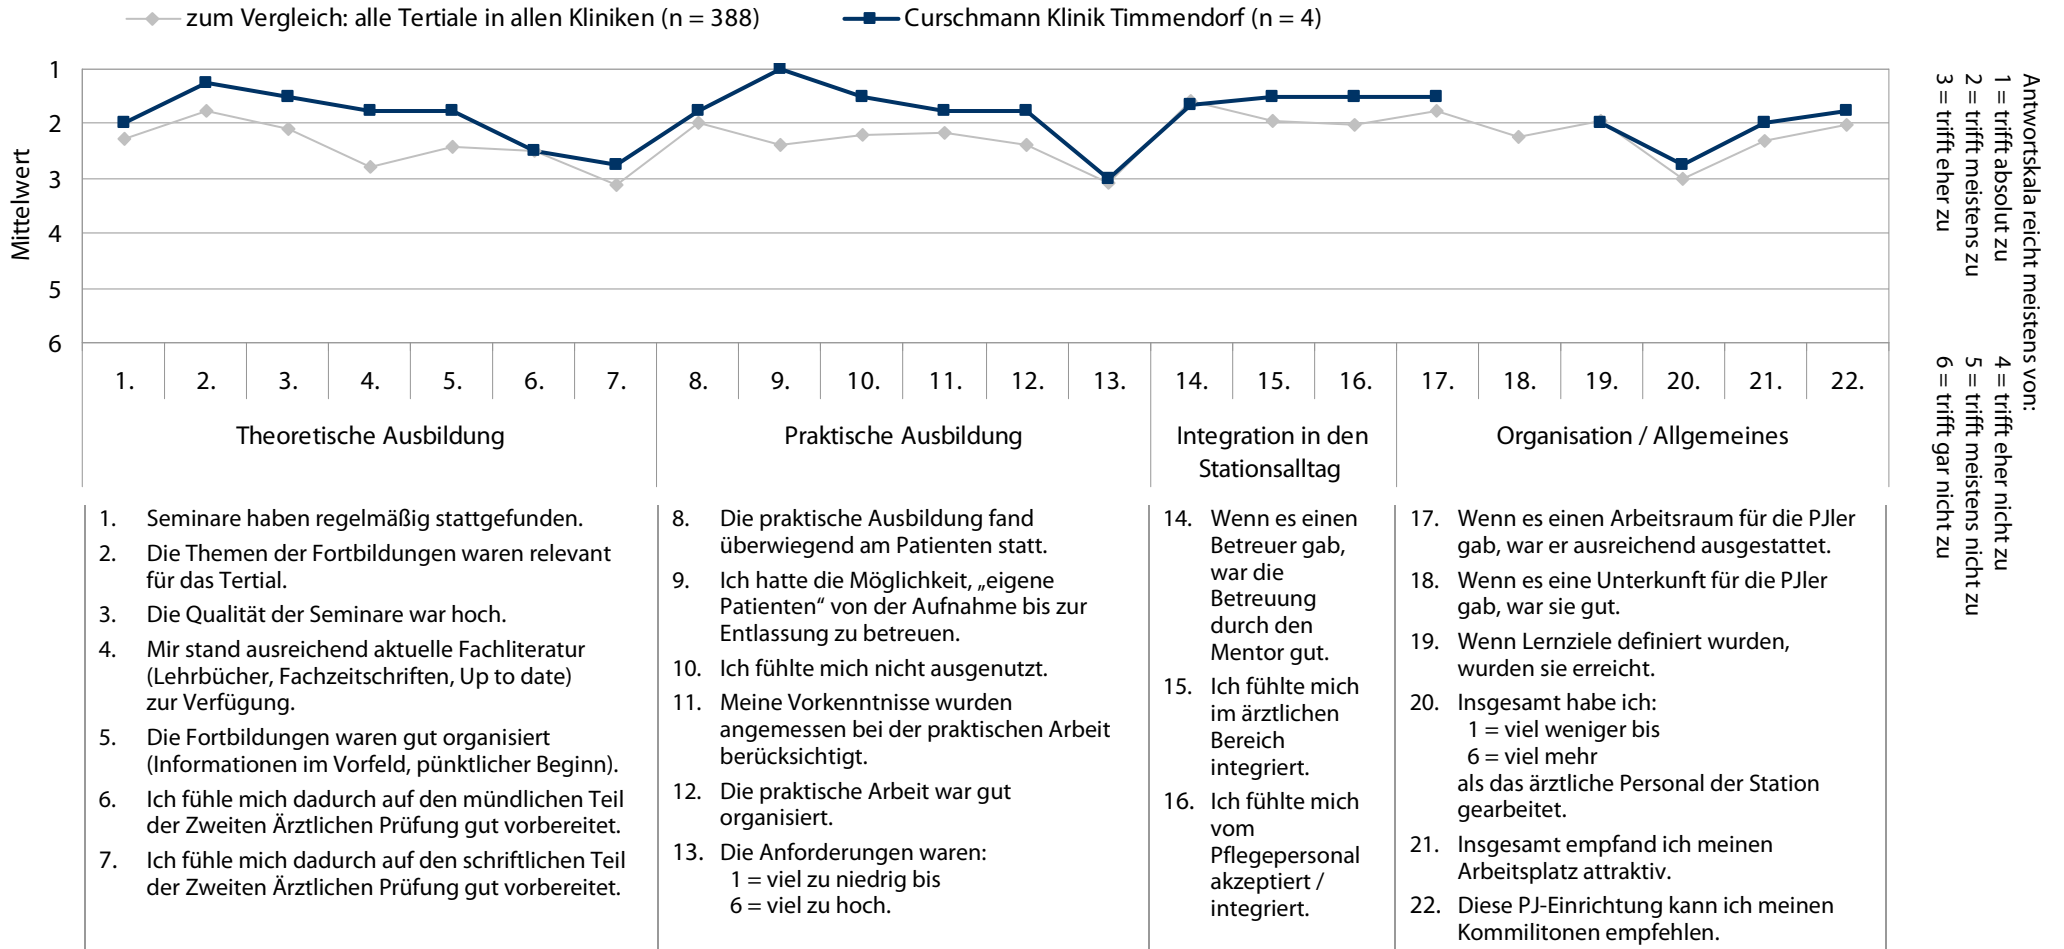 zum Vergleich: alle Tertiale in allen Kliniken (n = 388)
Curschmann Klinik Timmendorf (n = 4)
Mittelwert
1
2
3
4
5
6
1. 2. 3. 4. 5. 6. 7. 8. 9. 10. 11. 12. 13. 14. 15. 16. 17. 18. 19. 20. 21. 22.
Theoretische Ausbildung
Praktische Ausbildung
Integration in den
Stationsalltag
Organisation / Allgemeines
1. Seminare haben regelmäßig stattgefunden.
2. Die Themen der Fortbildungen waren relevant
für das Tertial.
3. Die Qualität der Seminare war hoch.
4. Mir stand ausreichend aktuelle Fachliteratur
(Lehrbücher, Fachzeitschriften, Up to date)
zur Verfügung.
5. Die Fortbildungen waren gut organisiert
(Informationen im Vorfeld, pünktlicher Beginn).
6. Ich fühle mich dadurch auf den mündlichen Teil
der Zweiten Ärztlichen Prüfung gut vorbereitet.
7. Ich fühle mich dadurch auf den schriftlichen Teil
der Zweiten Ärztlichen Prüfung gut vorbereitet.
8. Die praktische Ausbildung fand
überwiegend am Patienten statt.
9. Ich hatte die Möglichkeit, „eigene
Patienten“ von der Aufnahme bis zur
Entlassung zu betreuen.
10. Ich fühlte mich nicht ausgenutzt.
11. Meine Vorkenntnisse wurden
angemessen bei der praktischen Arbeit
berücksichtigt.
12. Die praktische Arbeit war gut
organisiert.
13. Die Anforderungen waren:
1 = viel zu niedrig bis
6 = viel zu hoch.
14. Wenn es einen
Betreuer gab,
war die
Betreuung
durch den
Mentor gut.
15. Ich fühlte mich
im ärztlichen
Bereich
integriert.
16. Ich fühlte mich
vom
Pflegepersonal
akzeptiert /
integriert.
17. Wenn es einen Arbeitsraum für die PJler
gab, war er ausreichend ausgestattet.
18. Wenn es eine Unterkunft für die PJler
gab, war sie gut.
19. Wenn Lernziele definiert wurden,
wurden sie erreicht.
20. Insgesamt habe ich:
1 = viel weniger bis
6 = viel mehr
als das ärztliche Personal der Station
gearbeitet.
21. Insgesamt empfand ich meinen
Arbeitsplatz attraktiv.
22. Diese PJ-Einrichtung kann ich meinen
Kommilitonen empfehlen.
Antwortskala reicht meistens von:
1 = trifft absolut zu
2 = trifft meistens zu
3 = trifft eher zu
4 = trifft eher nicht zu
5 = trifft meistens nicht zu
6 = trifft gar nicht zu